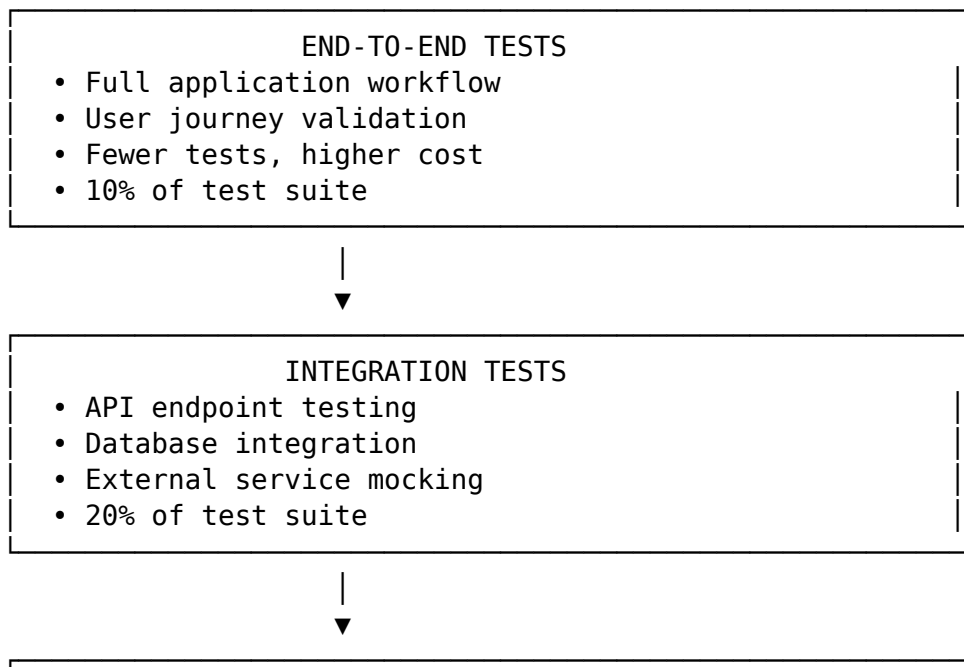 END-TO-END TESTS
• Full application workflow
• User journey validation
• Fewer tests, higher cost
• 10% of test suite
INTEGRATION TESTS
• API endpoint testing
• Database integration
• External service mocking
• 20% of test suite